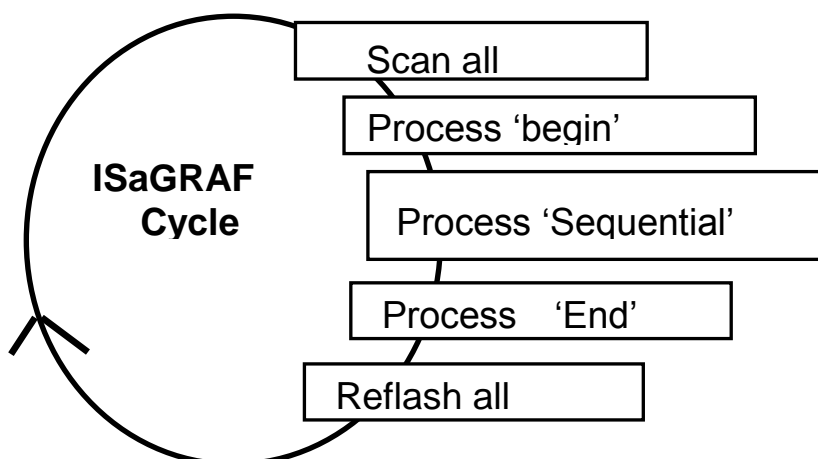 Scan all
Process ‘begin’
ISaGRAF
Cycle
Process ‘Sequential’
Process ‘End’
Reflash all